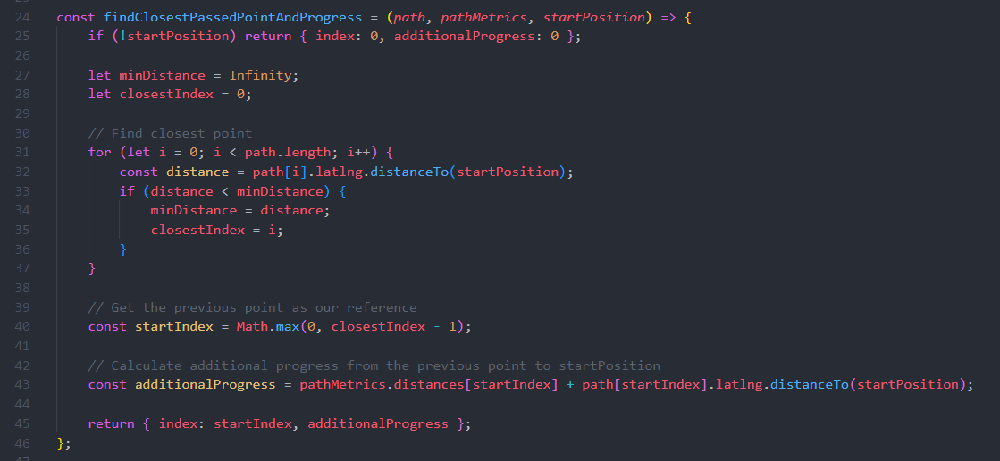 24 const findClosestPassedPointAndProgress = (path, pathMetrics, startPosition) => {
25 if (!startPosition) return { index: 0, additionalProgress: 0 };
26
27 let minDistance = Infinity;
28 let closestIndex = 0;
29
30 // Find closest point
31 for (let i = 0; i < path.length; i++) {
32 const distance = path[i].latlng.distanceTo(startPosition);
33 if (distance < minDistance) {
34 minDistance = distance;
35 closestIndex = i;
36 }
37 }
38
39 // Get the previous point as our reference
40 const startIndex = Math.max(0, closestIndex - 1);
41
42 // Calculate additional progress from the previous point to startPosition
43 const additionalProgress = pathMetrics.distances[startIndex] + path[startIndex].latlng.distanceTo(startPosition);
44
45 return { index: startIndex, additionalProgress };
46 };